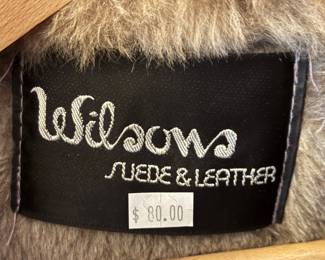 Wilsons
SUEDE & LEATHER
$ 80.00